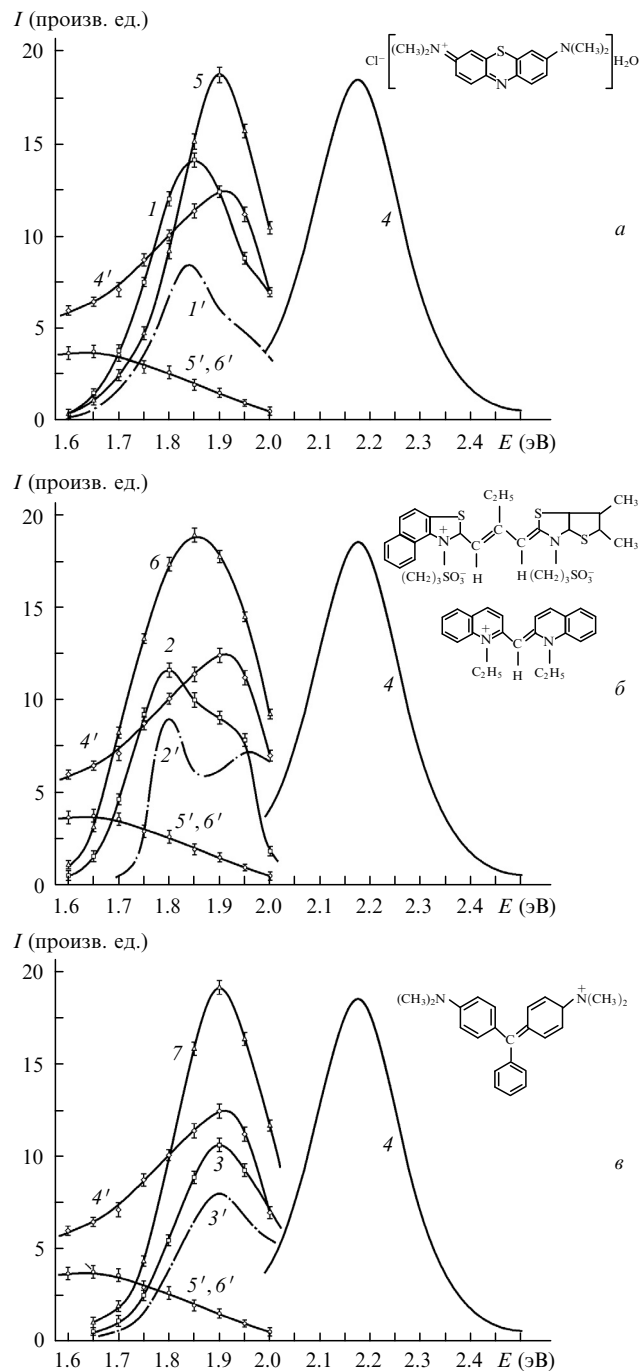 I (произв. ед.)
(CH₃)₂N⁺ S N(CH₃)₂
Cl⁻ H₂O
N
20
15
10
5
0
5
1
4′
1′
5′, 6′
4
а
1.6 1.7 1.8 1.9 2.0 2.1 2.2 2.3 2.4 E (эВ)
I (произв. ед.)
C₂H₅
S S CH₃
+
N C C C N S CH₃
(CH₂)₃SO₃⁻ H H (CH₂)₃SO₃⁻
+
N C N
C₂H₅ H C₂H₅
20
15
10
5
0
6
2
4′
2′
5′, 6′
4
б
1.6 1.7 1.8 1.9 2.0 2.1 2.2 2.3 2.4 E (эВ)
I (произв. ед.)
(CH₃)₂N N⁺(CH₃)₂
C
20
15
10
5
0
7
4′
3
3′
5′, 6′
4
в
1.6 1.7 1.8 1.9 2.0 2.1 2.2 2.3 2.4 E (эВ)